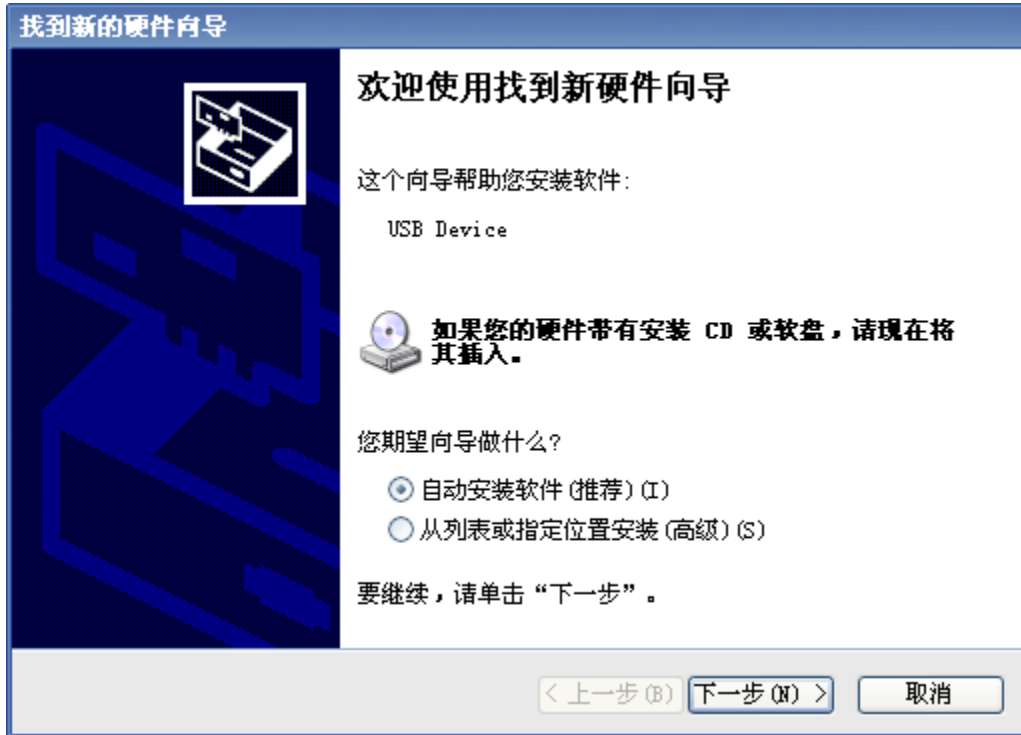 找到新的硬件向导
欢迎使用找到新硬件向导
这个向导帮助您安装软件:
USB Device
如果您的硬件带有安装 CD 或软盘，请现在将
其插入。
您期望向导做什么?
自动安装软件(推荐)(I)
从列表或指定位置安装(高级)(S)
要继续，请单击“下一步”。
< 上一步(B) 下一步(N) > 取消